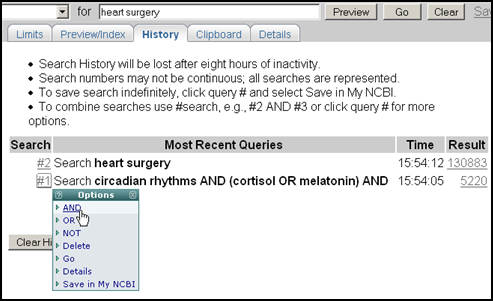 for heart surgery Preview Go Clear Sav
Limits Preview/Index History Clipboard Details
• Search History will be lost after eight hours of inactivity.
• Search numbers may not be continuous; all searches are represented.
• To save search indefinitely, click query # and select Save in My NCBI.
• To combine searches use #search, e.g., #2 AND #3 or click query # for more
options.
Search Most Recent Queries Time Result
#2 Search heart surgery 15:54:12 130883
#1 Search circadian rhythms AND (cortisol OR melatonin) AND 15:54:05 5220
Options
AND
OR
NOT
Delete
Go
Details
Save in My NCBI
Clear Hi